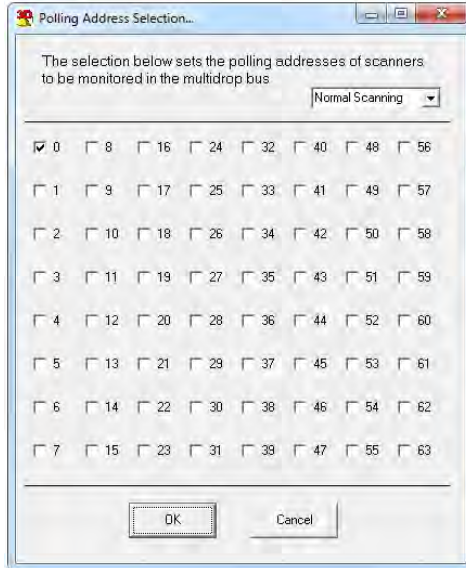 Polling Address Selection...
The selection below sets the polling addresses of scanners
to be monitored in the multidrop bus
Normal Scanning
0 8 16 24 32 40 48 56
1 9 17 25 33 41 49 57
2 10 18 26 34 42 50 58
3 11 19 27 35 43 51 59
4 12 20 28 36 44 52 60
5 13 21 29 37 45 53 61
6 14 22 30 38 46 54 62
7 15 23 31 39 47 55 63
OK Cancel